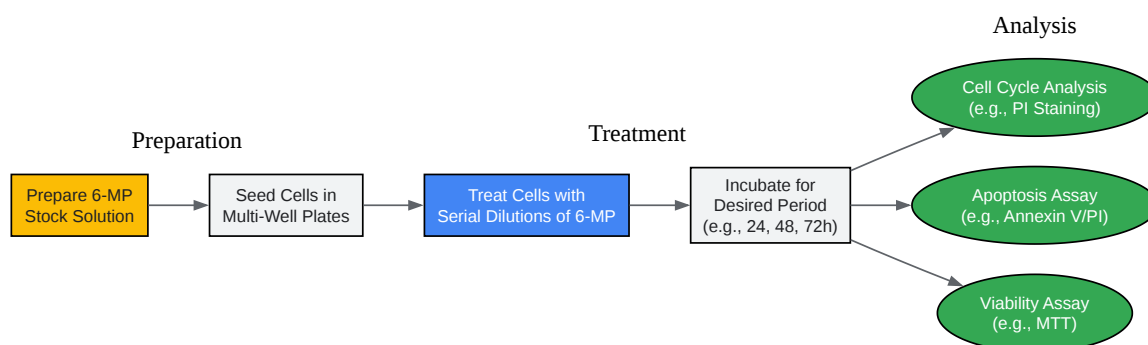 Preparation
Prepare 6-MP
Stock Solution
Seed Cells in
Multi-Well Plates
Treatment
Treat Cells with
Serial Dilutions of 6-MP
Incubate for
Desired Period
(e.g., 24, 48, 72h)
Analysis
Cell Cycle Analysis
(e.g., PI Staining)
Apoptosis Assay
(e.g., Annexin V/PI)
Viability Assay
(e.g., MTT)